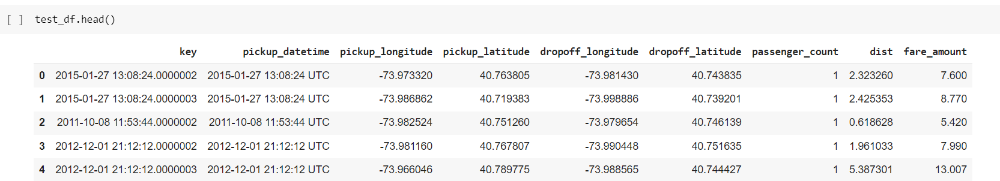 [ ] test_df.head()
key pickup_datetime pickup_longitude pickup_latitude dropoff_longitude dropoff_latitude passenger_count dist fare_amount
0 2015-01-27 13:08:24.0000002 2015-01-27 13:08:24 UTC -73.973320 40.763805 -73.981430 40.743835 1 2.323260 7.600
1 2015-01-27 13:08:24.0000003 2015-01-27 13:08:24 UTC -73.986862 40.719383 -73.998886 40.739201 1 2.425353 8.770
2 2011-10-08 11:53:44.0000002 2011-10-08 11:53:44 UTC -73.982524 40.751260 -73.979654 40.746139 1 0.618628 5.420
3 2012-12-01 21:12:12.0000002 2012-12-01 21:12:12 UTC -73.981160 40.767807 -73.990448 40.751635 1 1.961033 7.990
4 2012-12-01 21:12:12.0000003 2012-12-01 21:12:12 UTC -73.966046 40.789775 -73.988565 40.744427 1 5.387301 13.007